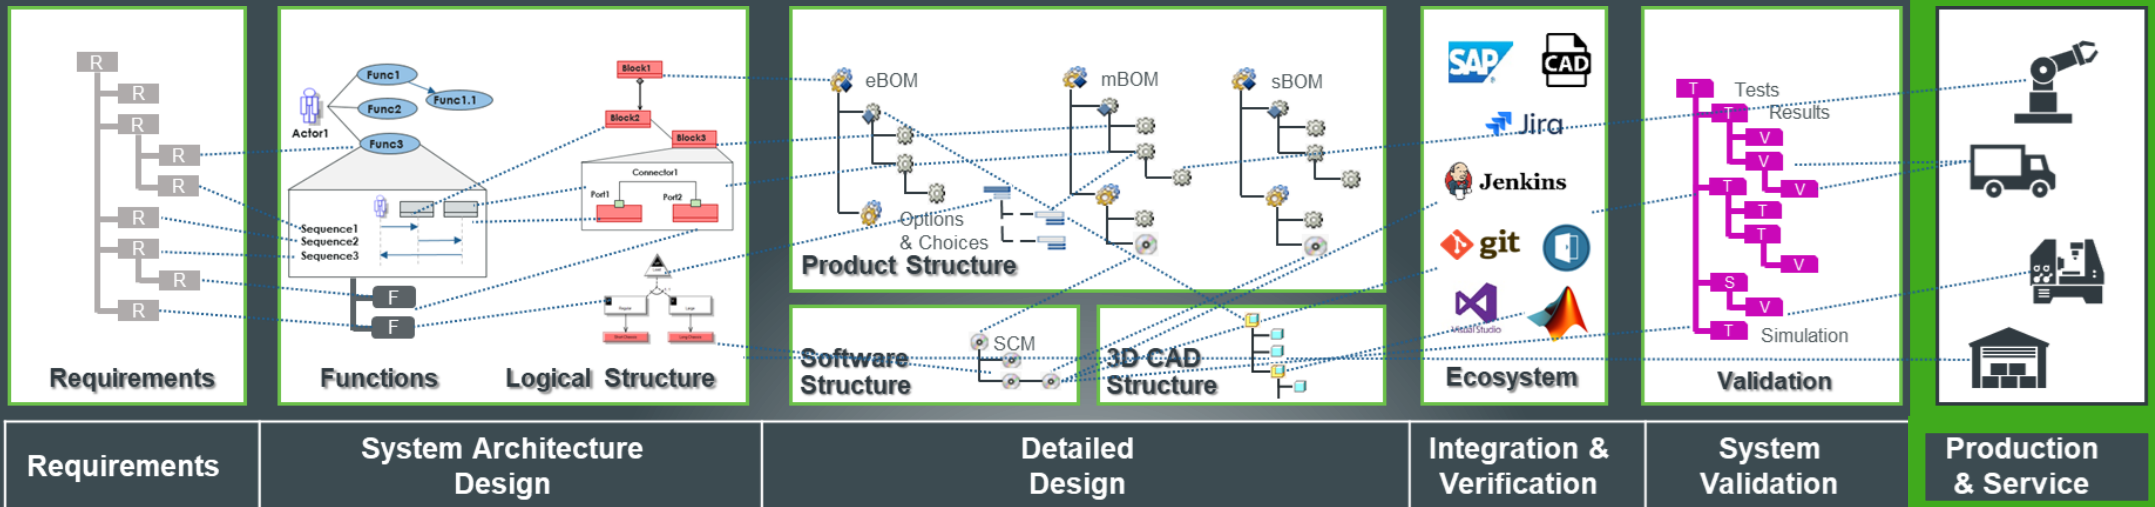 R
R
R
R
R
R
R
R
R
Requirements
Func1
Func1.1
Func2
Actor1
Func3
Sequence1
Sequence2
Sequence3
F
F
Functions
Block1
Block2
Block3
Connector1
Port1
Port2
Logical Structure
eBOM
mBOM
sBOM
Options
& Choices
Product Structure
SCM
Software
Structure
3D CAD
Structure
SAP
CAD
Jira
Jenkins
git
Visual Studio
Ecosystem
T
Tests
T
Results
V
V
T
V
T
T
V
S
V
T
Simulation
Validation
Requirements
System Architecture
Design
Detailed
Design
Integration &
Verification
System
Validation
Production
& Service